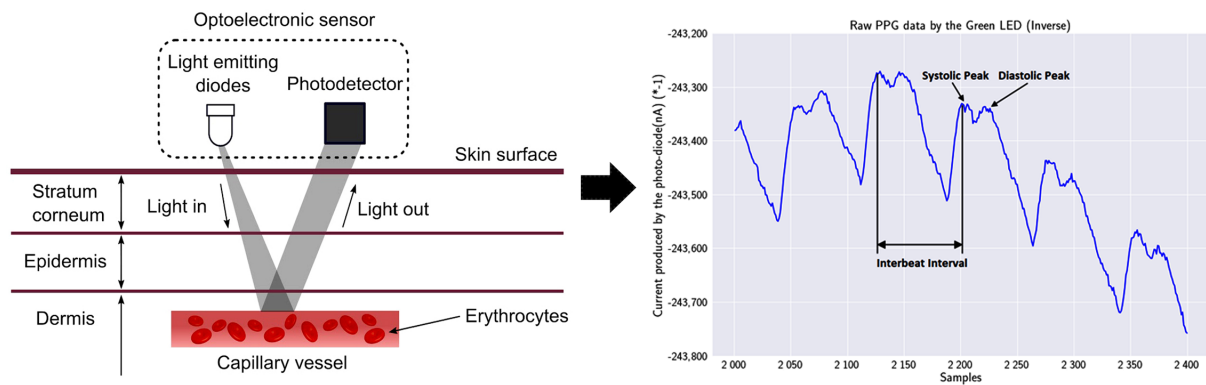 Optoelectronic sensor
Light emitting
diodes
Photodetector
Skin surface
Stratum
corneum
Light in
Light out
Epidermis
Dermis
Erythrocytes
Capillary vessel
Raw PPG data by the Green LED (Inverse)
Current produced by the photo-diode(nA) (*-1)
-243,200
-243,300
-243,400
-243,500
-243,600
-243,700
-243,800
Systolic Peak
Diastolic Peak
Interbeat Interval
2 000
2 050
2 100
2 150
2 200
2 250
2 300
2 350
2 400
Samples